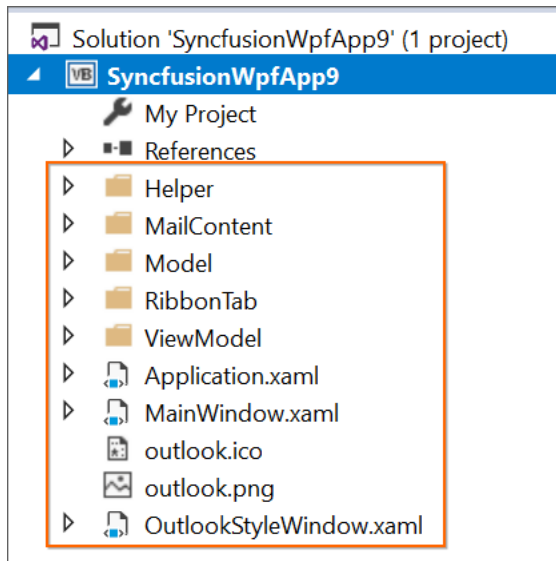 Solution 'SyncfusionWpfApp9' (1 project)
VB SyncfusionWpfApp9
My Project
References
Helper
MailContent
Model
RibbonTab
ViewModel
Application.xaml
MainWindow.xaml
outlook.ico
outlook.png
OutlookStyleWindow.xaml